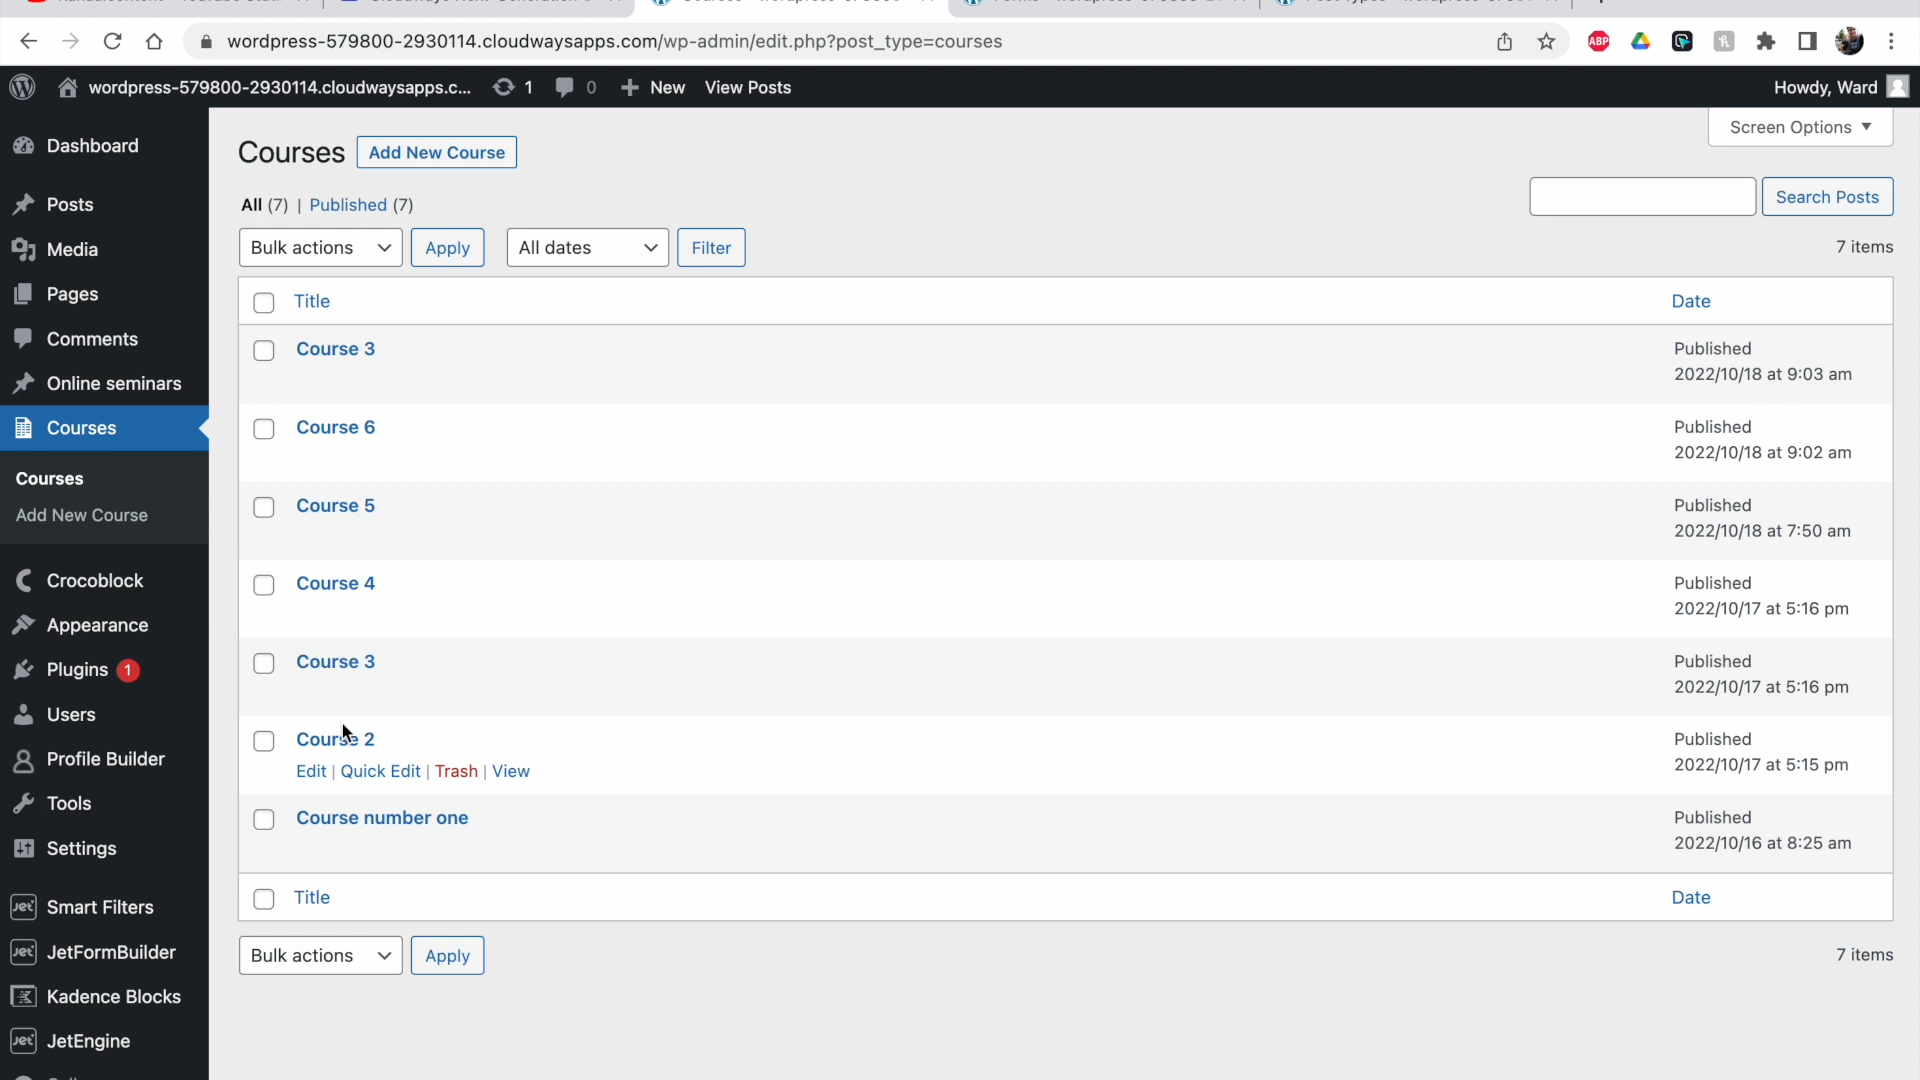 wordpress-579800-2930114.cloudwaysapps.com/wp-admin/edit.php?post_type=courses
ABP
wordpress-579800-2930114.cloudwaysapps.c... 1 0 New View Posts
Howdy, Ward
Dashboard
Posts
Media
Pages
Comments
Online seminars
Courses
Courses
Add New Course
Crocoblock
Appearance
Plugins 1
Users
Profile Builder
Tools
Settings
Jet Smart Filters
Jet JetFormBuilder
Kadence Blocks
Jet JetEngine
Screen Options
Courses Add New Course
All (7) | Published (7)
Search Posts
Bulk actions Apply All dates Filter
7 items
Title Date
Course 3 Published
2022/10/18 at 9:03 am
Course 6 Published
2022/10/18 at 9:02 am
Course 5 Published
2022/10/18 at 7:50 am
Course 4 Published
2022/10/17 at 5:16 pm
Course 3 Published
2022/10/17 at 5:16 pm
Course 2 Published
Edit | Quick Edit | Trash | View 2022/10/17 at 5:15 pm
Course number one Published
2022/10/16 at 8:25 am
Title Date
Bulk actions Apply
7 items